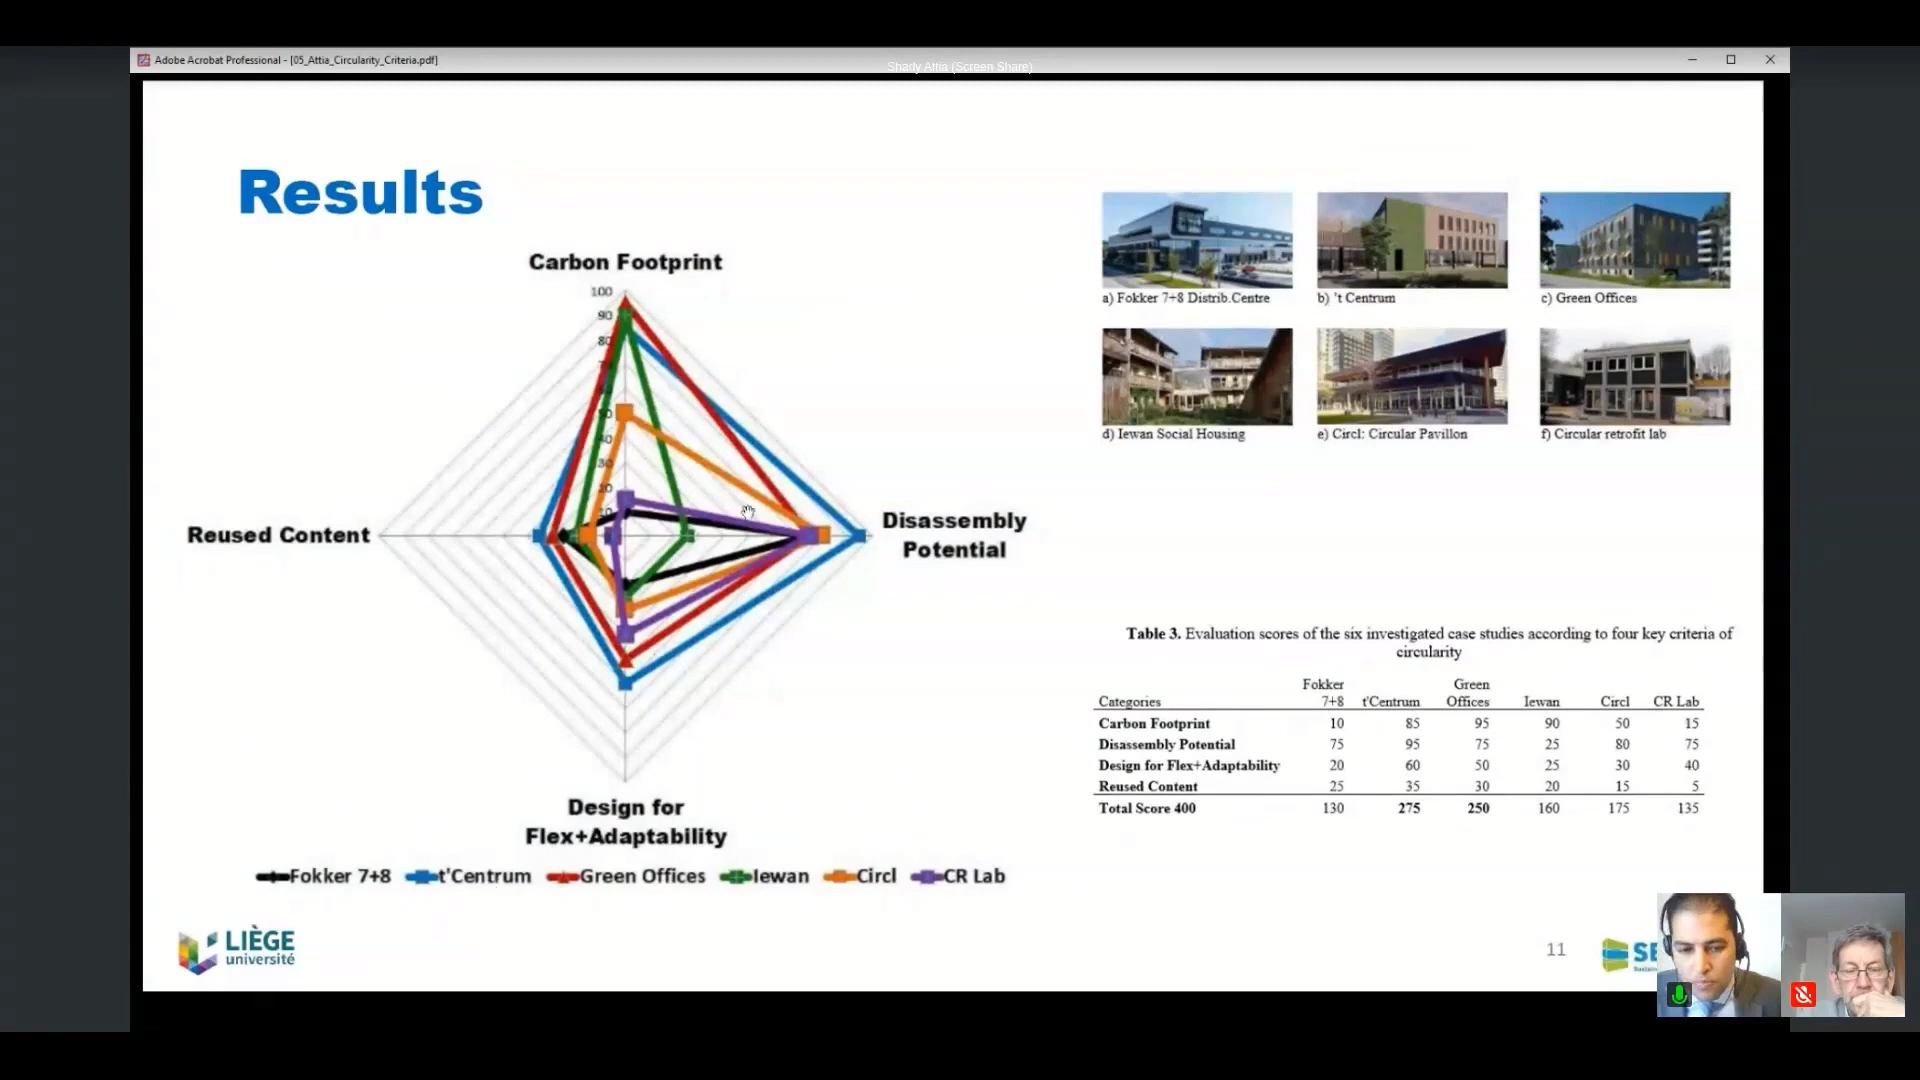 Adobe Acrobat Professional - [05_Attia_Circularity_Criteria.pdf]
Shady Attia (Screen Share)
Results
Carbon Footprint
100
90
80
50
40
30
20
10
Reused Content
Disassembly
Potential
Design for
Flex+Adaptability
Fokker 7+8 t'Centrum Green Offices Iewan Circl CR Lab
a) Fokker 7+8 Distrib.Centre
b) 't Centrum
c) Green Offices
d) Iewan Social Housing
e) Circl: Circular Pavillon
f) Circular retrofit lab
Table 3. Evaluation scores of the six investigated case studies according to four key criteria of
circularity
Fokker Green
Categories 7+8 t'Centrum Offices Iewan Circl CR Lab
Carbon Footprint 10 85 95 90 50 15
Disassembly Potential 75 95 75 25 80 75
Design for Flex+Adaptability 20 60 50 25 30 40
Reused Content 25 35 30 20 15 5
Total Score 400 130 275 250 160 175 135
LIÈGE
université
11